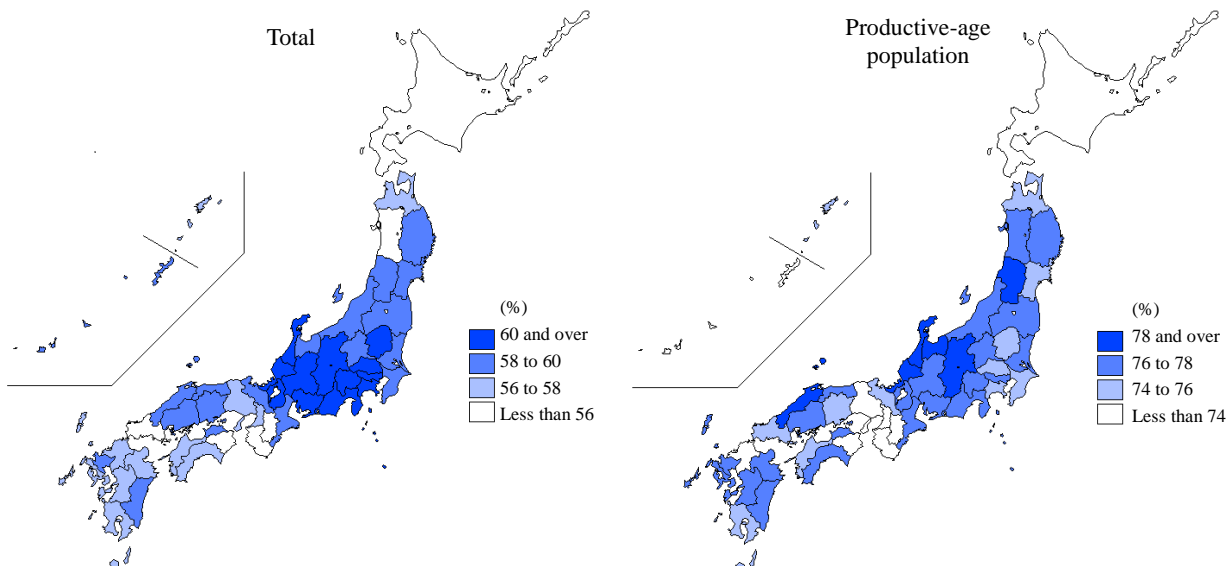 Total
(%)
60 and over
58 to 60
56 to 58
Less than 56
Productive-age
population
(%)
78 and over
76 to 78
74 to 76
Less than 74